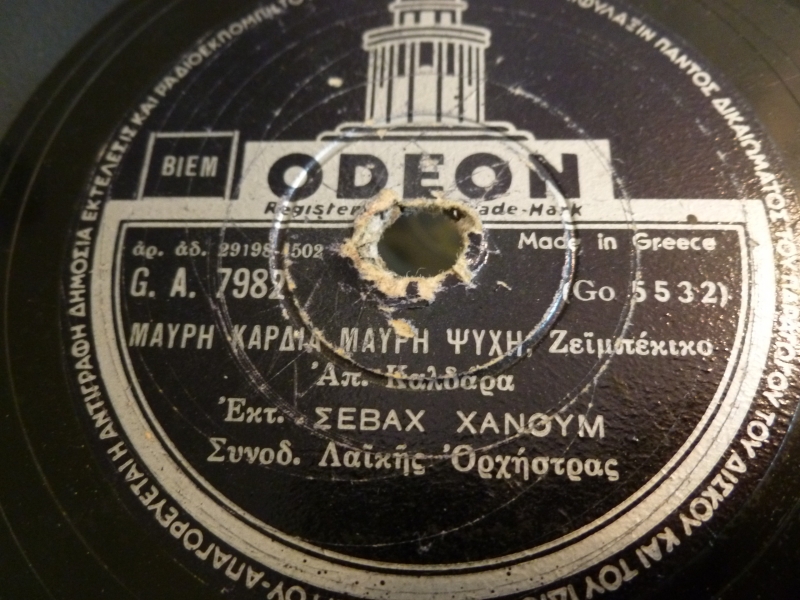 ΕΚΤΕΛΕΣΙΣ ΚΑΙ ΡΑΔΙΟΕΚΠΟΜΠΗ
ΠΑΝΤΟΣ ΔΙΚΑΙΩΜΑΤΟΣ
ΤΟΥ ΔΙΣΚΟΥ ΚΑΙ ΤΟΥ
ΑΠΑΓΟΡΕΥΕΤΑΙ Η ΑΝΤΙΓΡΑΦΗ ΔΗΜΟΣΙΑ
BIEM
ODEON
Trade-Mark
ἀρ. ἀδ. 29198-1502
Made in Greece
G. A. 7982
(Go 5532)
ΜΑΥΡΗ ΚΑΡΔΙΑ ΜΑΥΡΗ ΨΥΧΗ, Ζεϊμπέκικο
Ἀπ. Καλδάρα
Ἐκτ. ΣΕΒΑΧ ΧΑΝΟΥΜ
Συνοδ. Λαϊκῆς Ὀρχήστρας